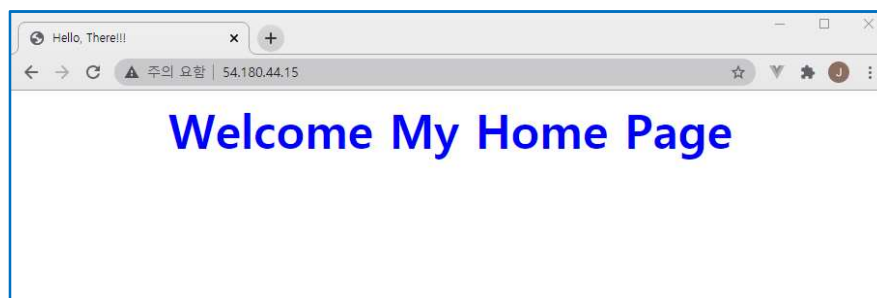 Hello, There!!!
주의 요함 | 54.180.44.15
J
Welcome My Home Page